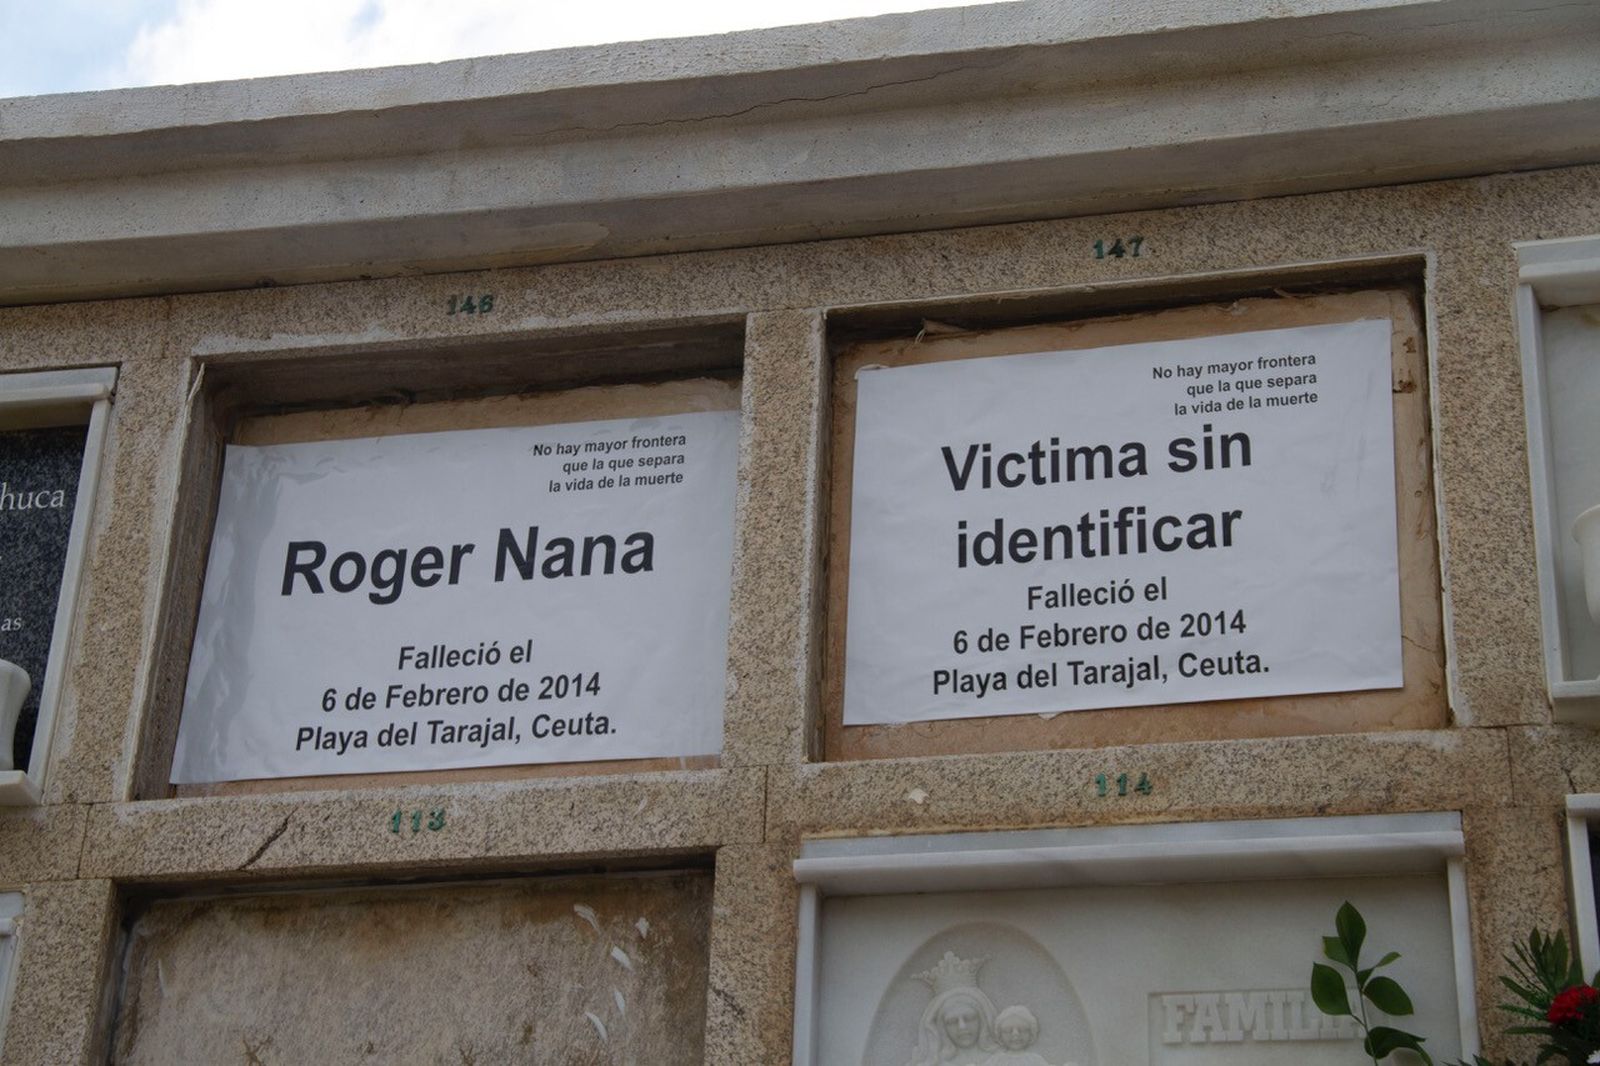 147
146
No hay mayor frontera
que la que separa
la vida de la muerte
Roger Nana
Falleció el
6 de Febrero de 2014
Playa del Tarajal, Ceuta.
No hay mayor frontera
que la que separa
la vida de la muerte
Victima sin
identificar
Falleció el
6 de Febrero de 2014
Playa del Tarajal, Ceuta.
huca
as
113
114
FAMILIA